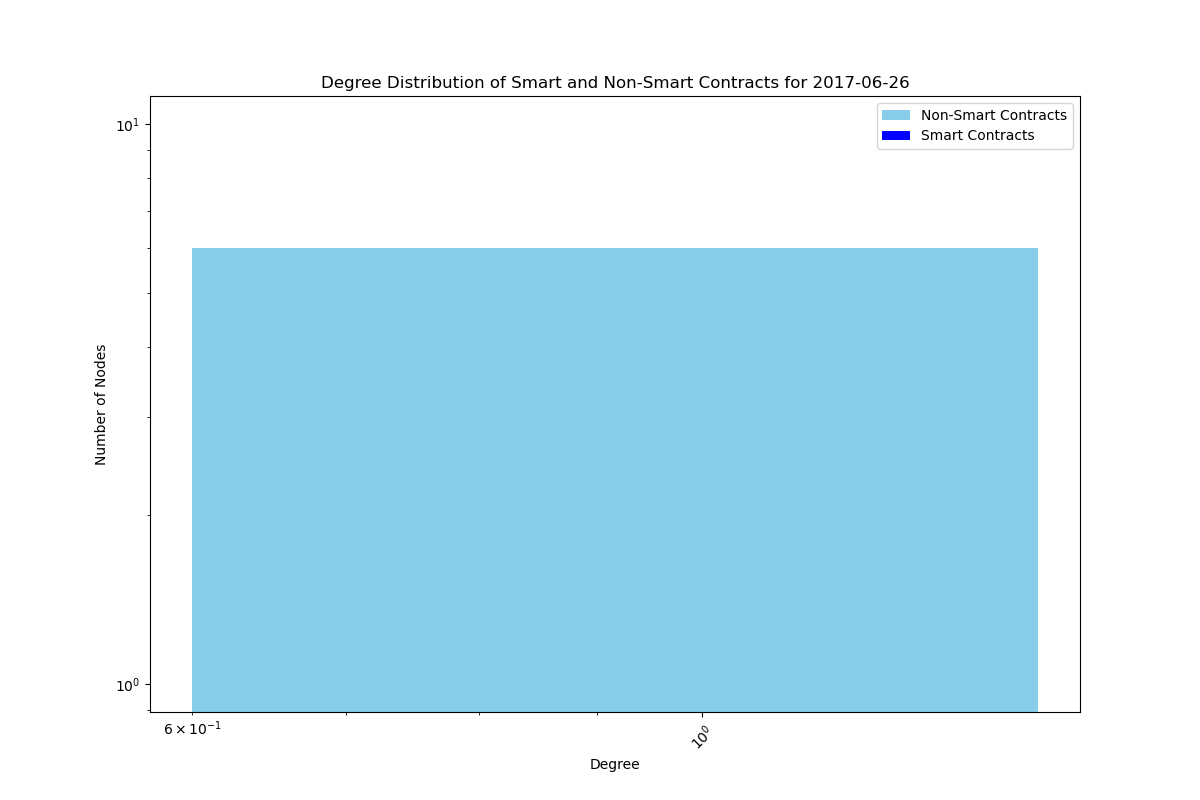 Degree Distribution of Smart and Non-Smart Contracts for 2017-06-26
Non-Smart Contracts
Smart Contracts
10¹
Number of Nodes
10⁰
6 × 10⁻¹
10⁰
Degree